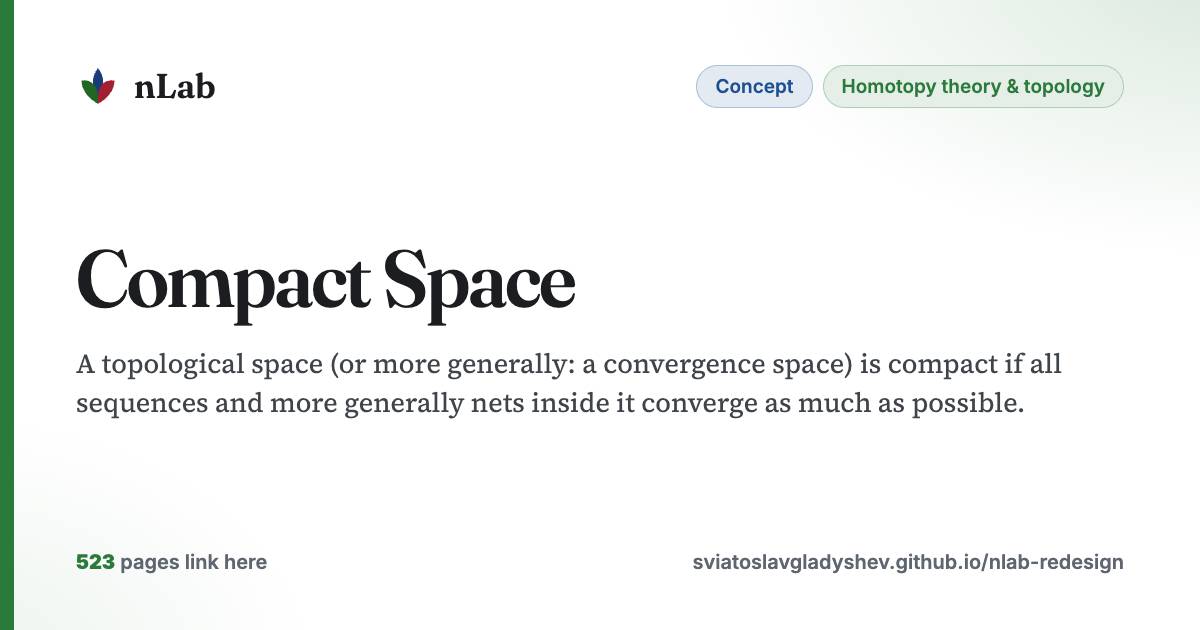 nLab
Concept
Homotopy theory & topology
Compact Space
A topological space (or more generally: a convergence space) is compact if all
sequences and more generally nets inside it converge as much as possible.
523 pages link here
sviatoslavgladyshev.github.io/nlab-redesign